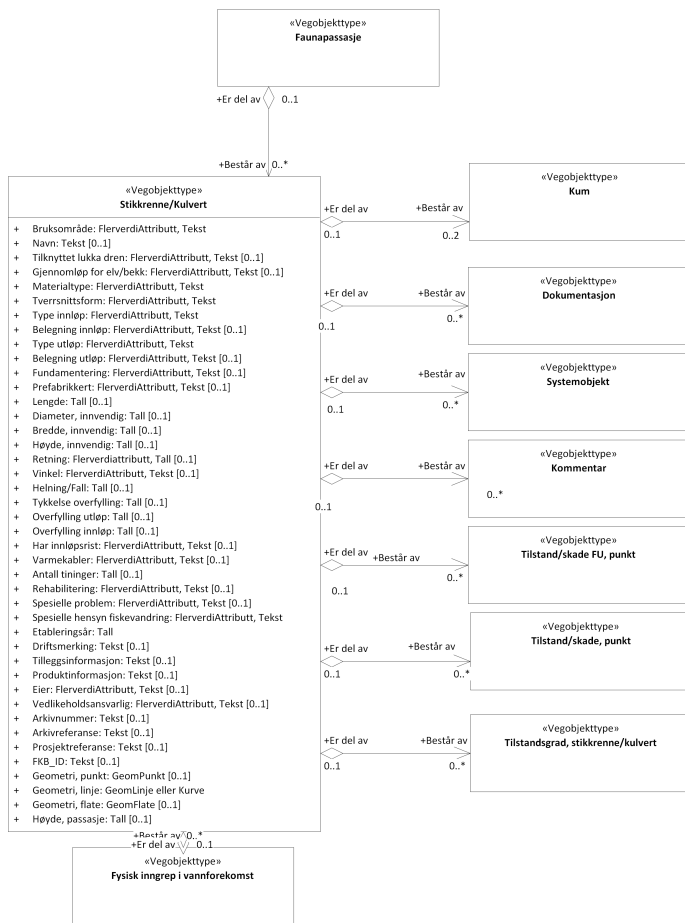 «Vegobjekttype»
Faunapassasje
+Er del av 0..1
+Består av 0..*
«Vegobjekttype»
Stikkrenne/Kulvert
+ Bruksområde: FlerverdiAttributt, Tekst
+ Navn: Tekst [0..1]
+ Tilknyttet lukka dren: FlerverdiAttributt, Tekst [0..1]
+ Gjennomløp for elv/bekk: FlerverdiAttributt, Tekst [0..1]
+ Materialtype: FlerverdiAttributt, Tekst
+ Tverrsnittsform: FlerverdiAttributt, Tekst
+ Type innløp: FlerverdiAttributt, Tekst
+ Belegning innløp: FlerverdiAttributt, Tekst [0..1]
+ Type utløp: FlerverdiAttributt, Tekst
+ Belegning utløp: FlerverdiAttributt, Tekst [0..1]
+ Fundamentering: FlerverdiAttributt, Tekst [0..1]
+ Prefabrikkert: FlerverdiAttributt, Tekst [0..1]
+ Lengde: Tall [0..1]
+ Diameter, innvendig: Tall [0..1]
+ Bredde, innvendig: Tall [0..1]
+ Høyde, innvendig: Tall [0..1]
+ Retning: Flerverdiattributt, Tall [0..1]
+ Vinkel: FlerverdiAttributt, Tekst [0..1]
+ Helning/Fall: Tall [0..1]
+ Tykkelse overfylling: Tall [0..1]
+ Overfylling utløp: Tall [0..1]
+ Overfylling innløp: Tall [0..1]
+ Har innløpsrist: FlerverdiAttributt, Tekst [0..1]
+ Varmekabler: FlerverdiAttributt, Tekst [0..1]
+ Antall tininger: Tall [0..1]
+ Rehabilitering: FlerverdiAttributt, Tekst [0..1]
+ Spesielle problem: FlerverdiAttributt, Tekst [0..1]
+ Spesielle hensyn fiskevandring: FlerverdiAttributt, Tekst
+ Etableringsår: Tall
+ Driftsmerking: Tekst [0..1]
+ Tilleggsinformasjon: Tekst [0..1]
+ Produktinformasjon: Tekst [0..1]
+ Eier: FlerverdiAttributt, Tekst [0..1]
+ Vedlikeholdsansvarlig: FlerverdiAttributt, Tekst [0..1]
+ Arkivnummer: Tekst [0..1]
+ Arkivreferanse: Tekst [0..1]
+ Prosjektreferanse: Tekst [0..1]
+ FKB_ID: Tekst [0..1]
+ Geometri, punkt: GeomPunkt [0..1]
+ Geometri, linje: GeomLinje eller Kurve
+ Geometri, flate: GeomFlate [0..1]
+ Høyde, passasje: Tall [0..1]
+Er del av +Består av
0..1 0..2
«Vegobjekttype»
Kum
+Er del av +Består av
0..1 0..*
«Vegobjekttype»
Dokumentasjon
+Er del av +Består av
0..1 0..*
«Vegobjekttype»
Systemobjekt
+Er del av +Består av
0..1 0..*
«Vegobjekttype»
Kommentar
+Er del av +Består av
0..1 0..*
«Vegobjekttype»
Tilstand/skade FU, punkt
+Er del av +Består av
0..1 0..*
«Vegobjekttype»
Tilstand/skade, punkt
+Er del av +Består av
0..1 0..*
«Vegobjekttype»
Tilstandsgrad, stikkrenne/kulvert
+Består av 0..*
+Er del av 0..1
«Vegobjekttype»
Fysisk inngrep i vannforekomst